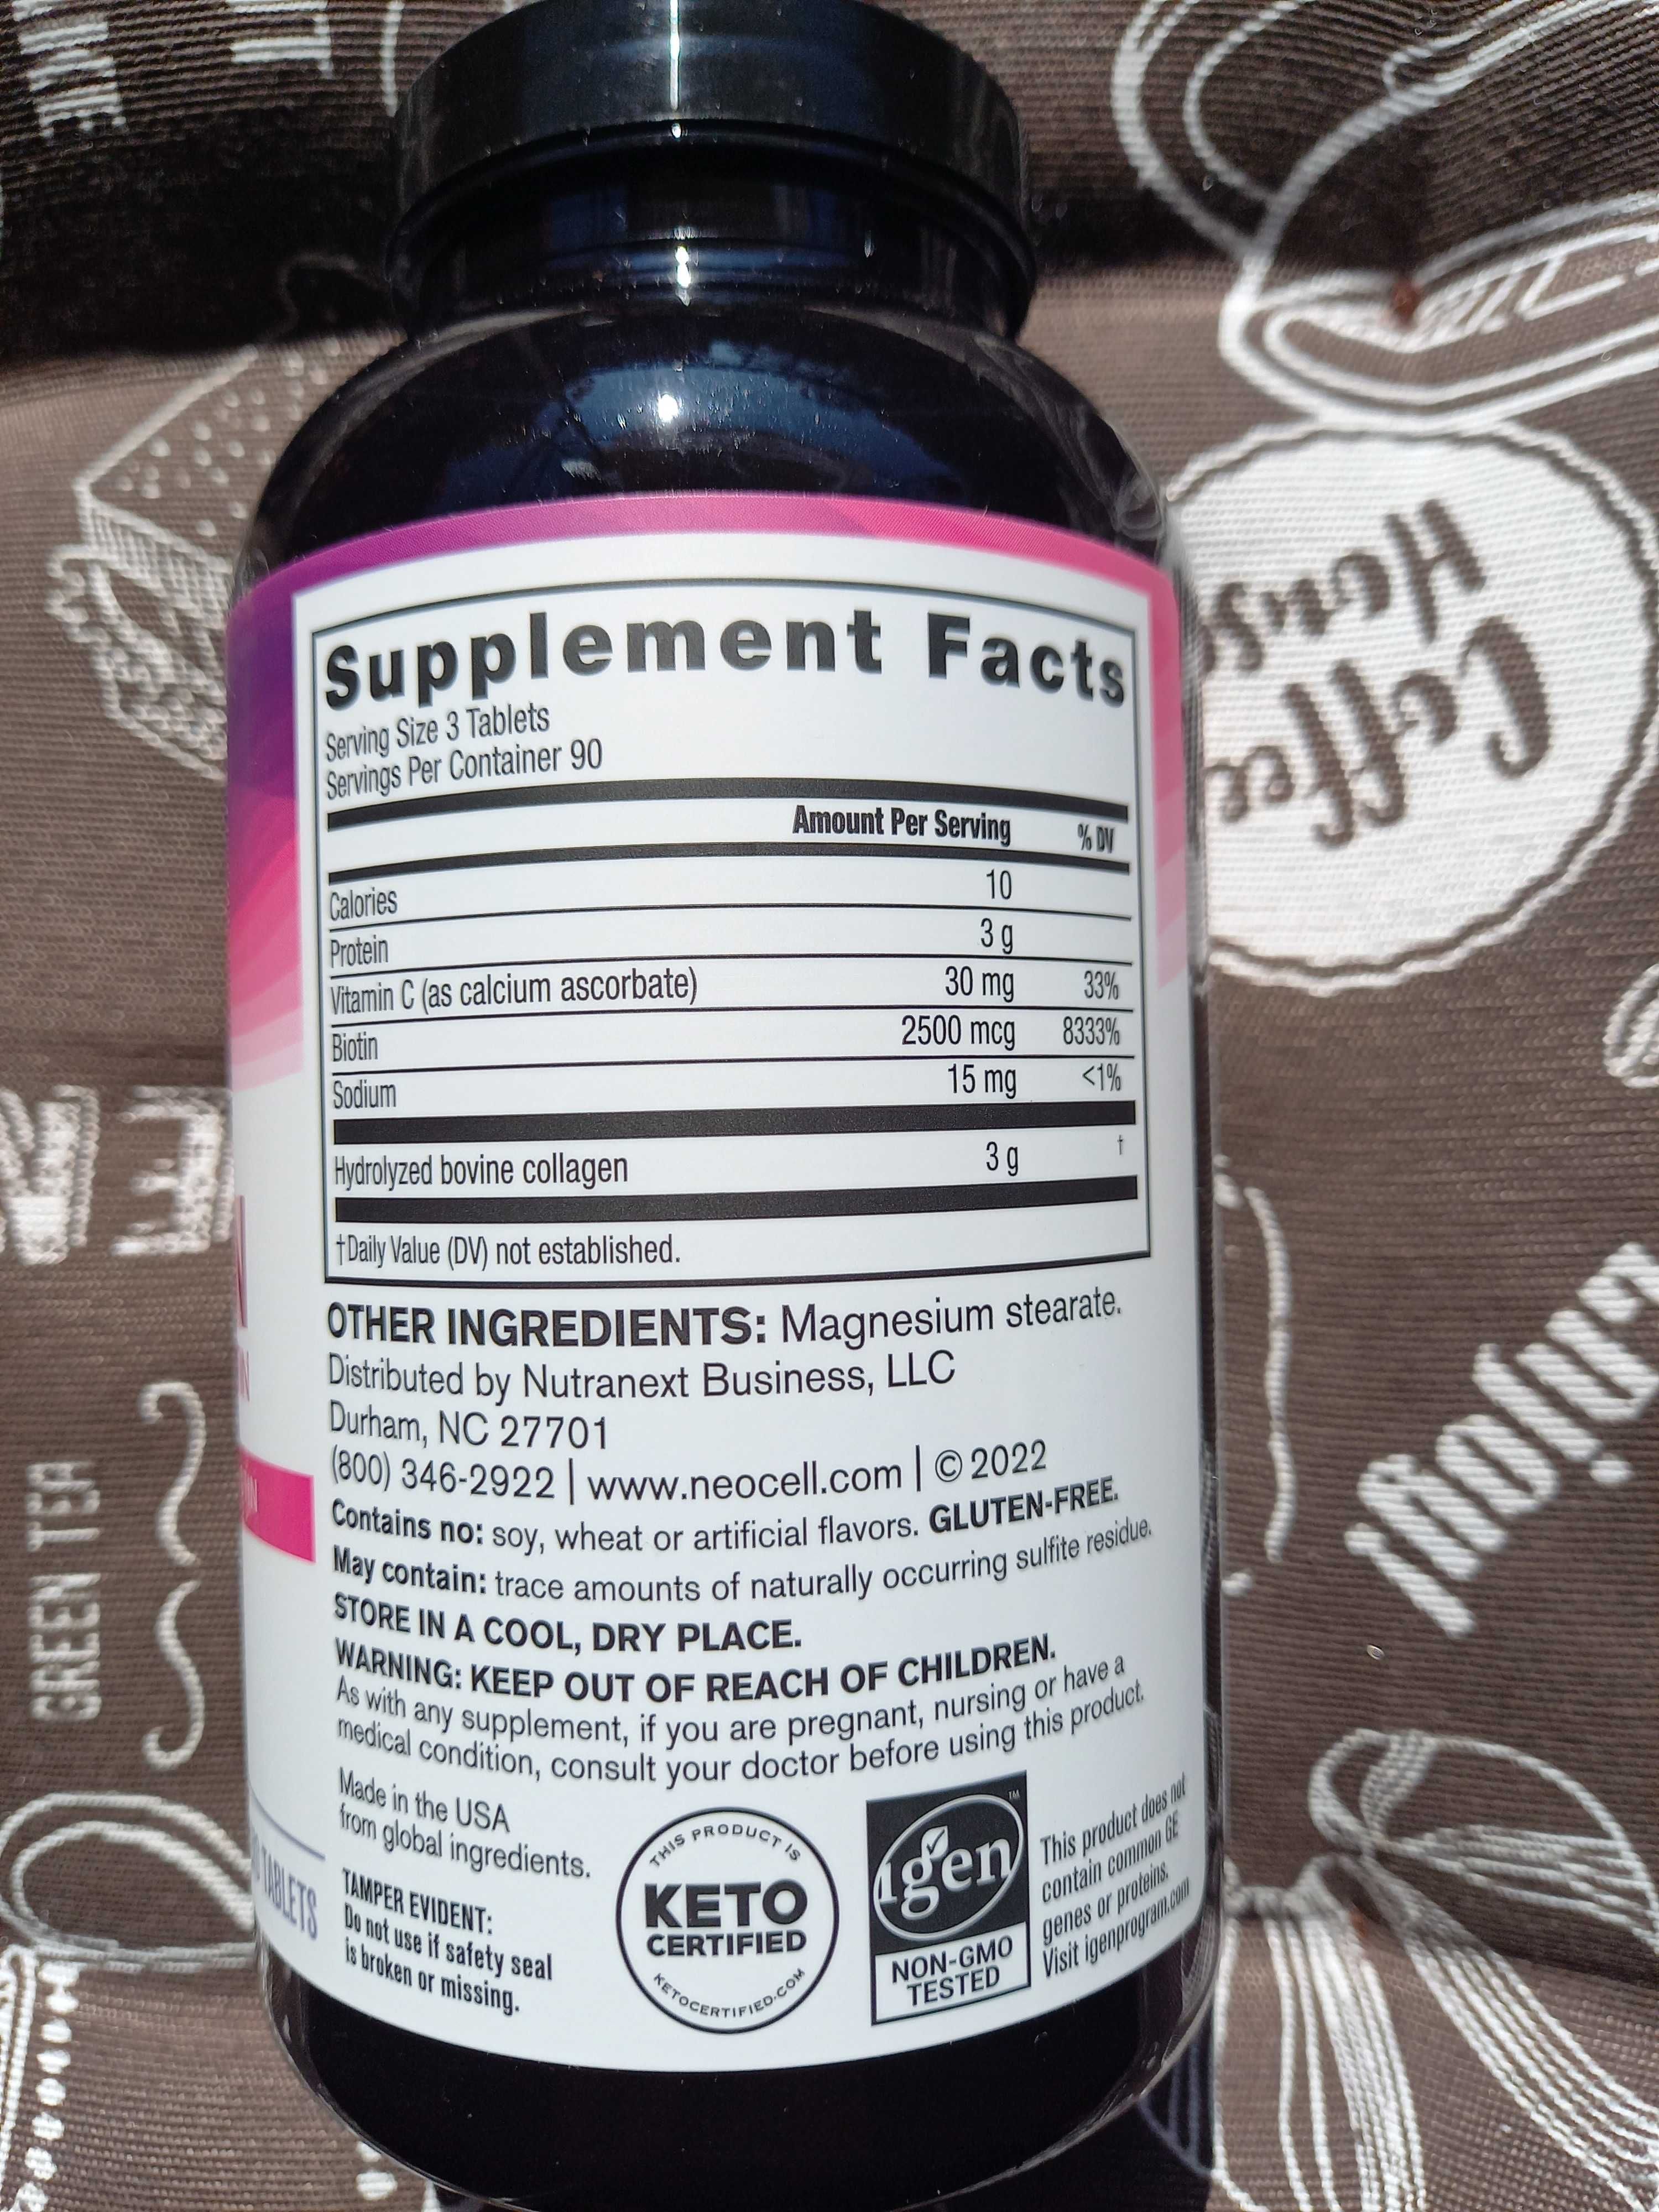 Supplement Facts
Serving Size 3 Tablets
Servings Per Container 90
Amount Per Serving % DV
Calories 10
Protein 3 g
Vitamin C (as calcium ascorbate) 30 mg 33%
Biotin 2500 mcg 8333%
Sodium 15 mg <1%
Hydrolyzed bovine collagen 3 g †
†Daily Value (DV) not established.
OTHER INGREDIENTS: Magnesium stearate.
Distributed by Nutranext Business, LLC
Durham, NC 27701
(800) 346-2922 | www.neocell.com | © 2022
Contains no: soy, wheat or artificial flavors. GLUTEN-FREE.
May contain: trace amounts of naturally occurring sulfite residue.
STORE IN A COOL, DRY PLACE.
WARNING: KEEP OUT OF REACH OF CHILDREN.
As with any supplement, if you are pregnant, nursing or have a
medical condition, consult your doctor before using this product.
Made in the USA
from global ingredients.
TAMPER EVIDENT:
Do not use if safety seal
is broken or missing.
THIS PRODUCT IS
KETO
CERTIFIED
KETOCERTIFIED.COM
igen™
NON-GMO
TESTED
This product does not
contain common GE
genes or proteins.
Visit igenprogram.com
TABLETS
Coffee
House
GREEN TEA